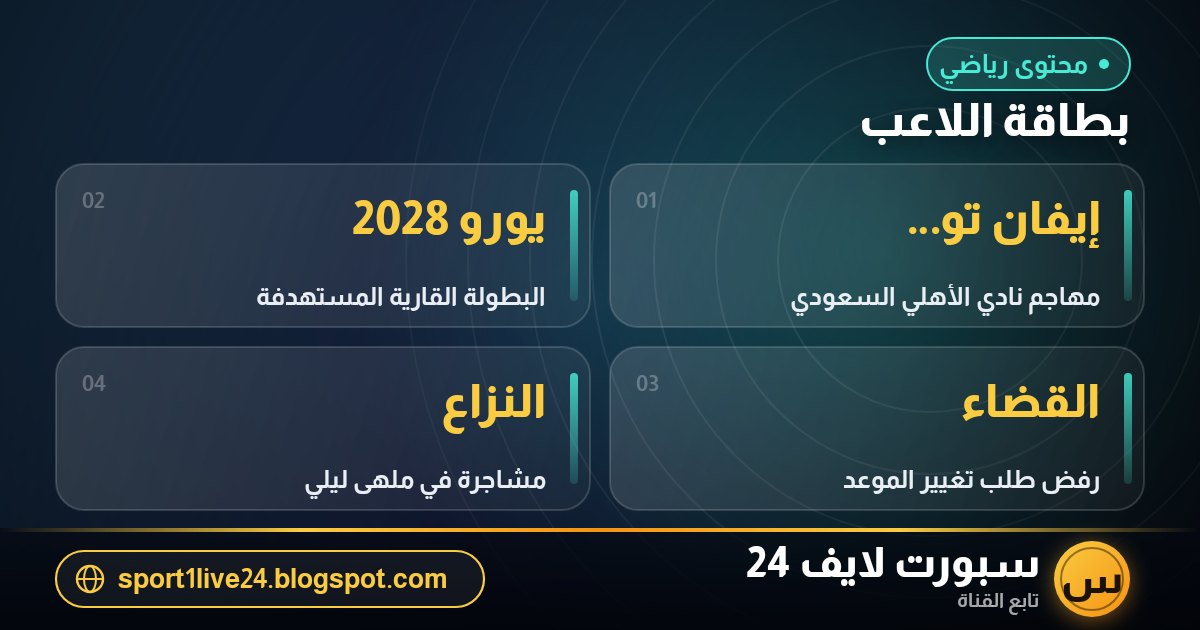 محتوى رياضي
بطاقة اللاعب
01
إيفان تو...
مهاجم نادي الأهلي السعودي
02
يورو 2028
البطولة القارية المستهدفة
03
القضاء
رفض طلب تغيير الموعد
04
النزاع
مشاجرة في ملهى ليلي
س
سبورت لايف 24
تابع القناة
sport1live24.blogspot.com